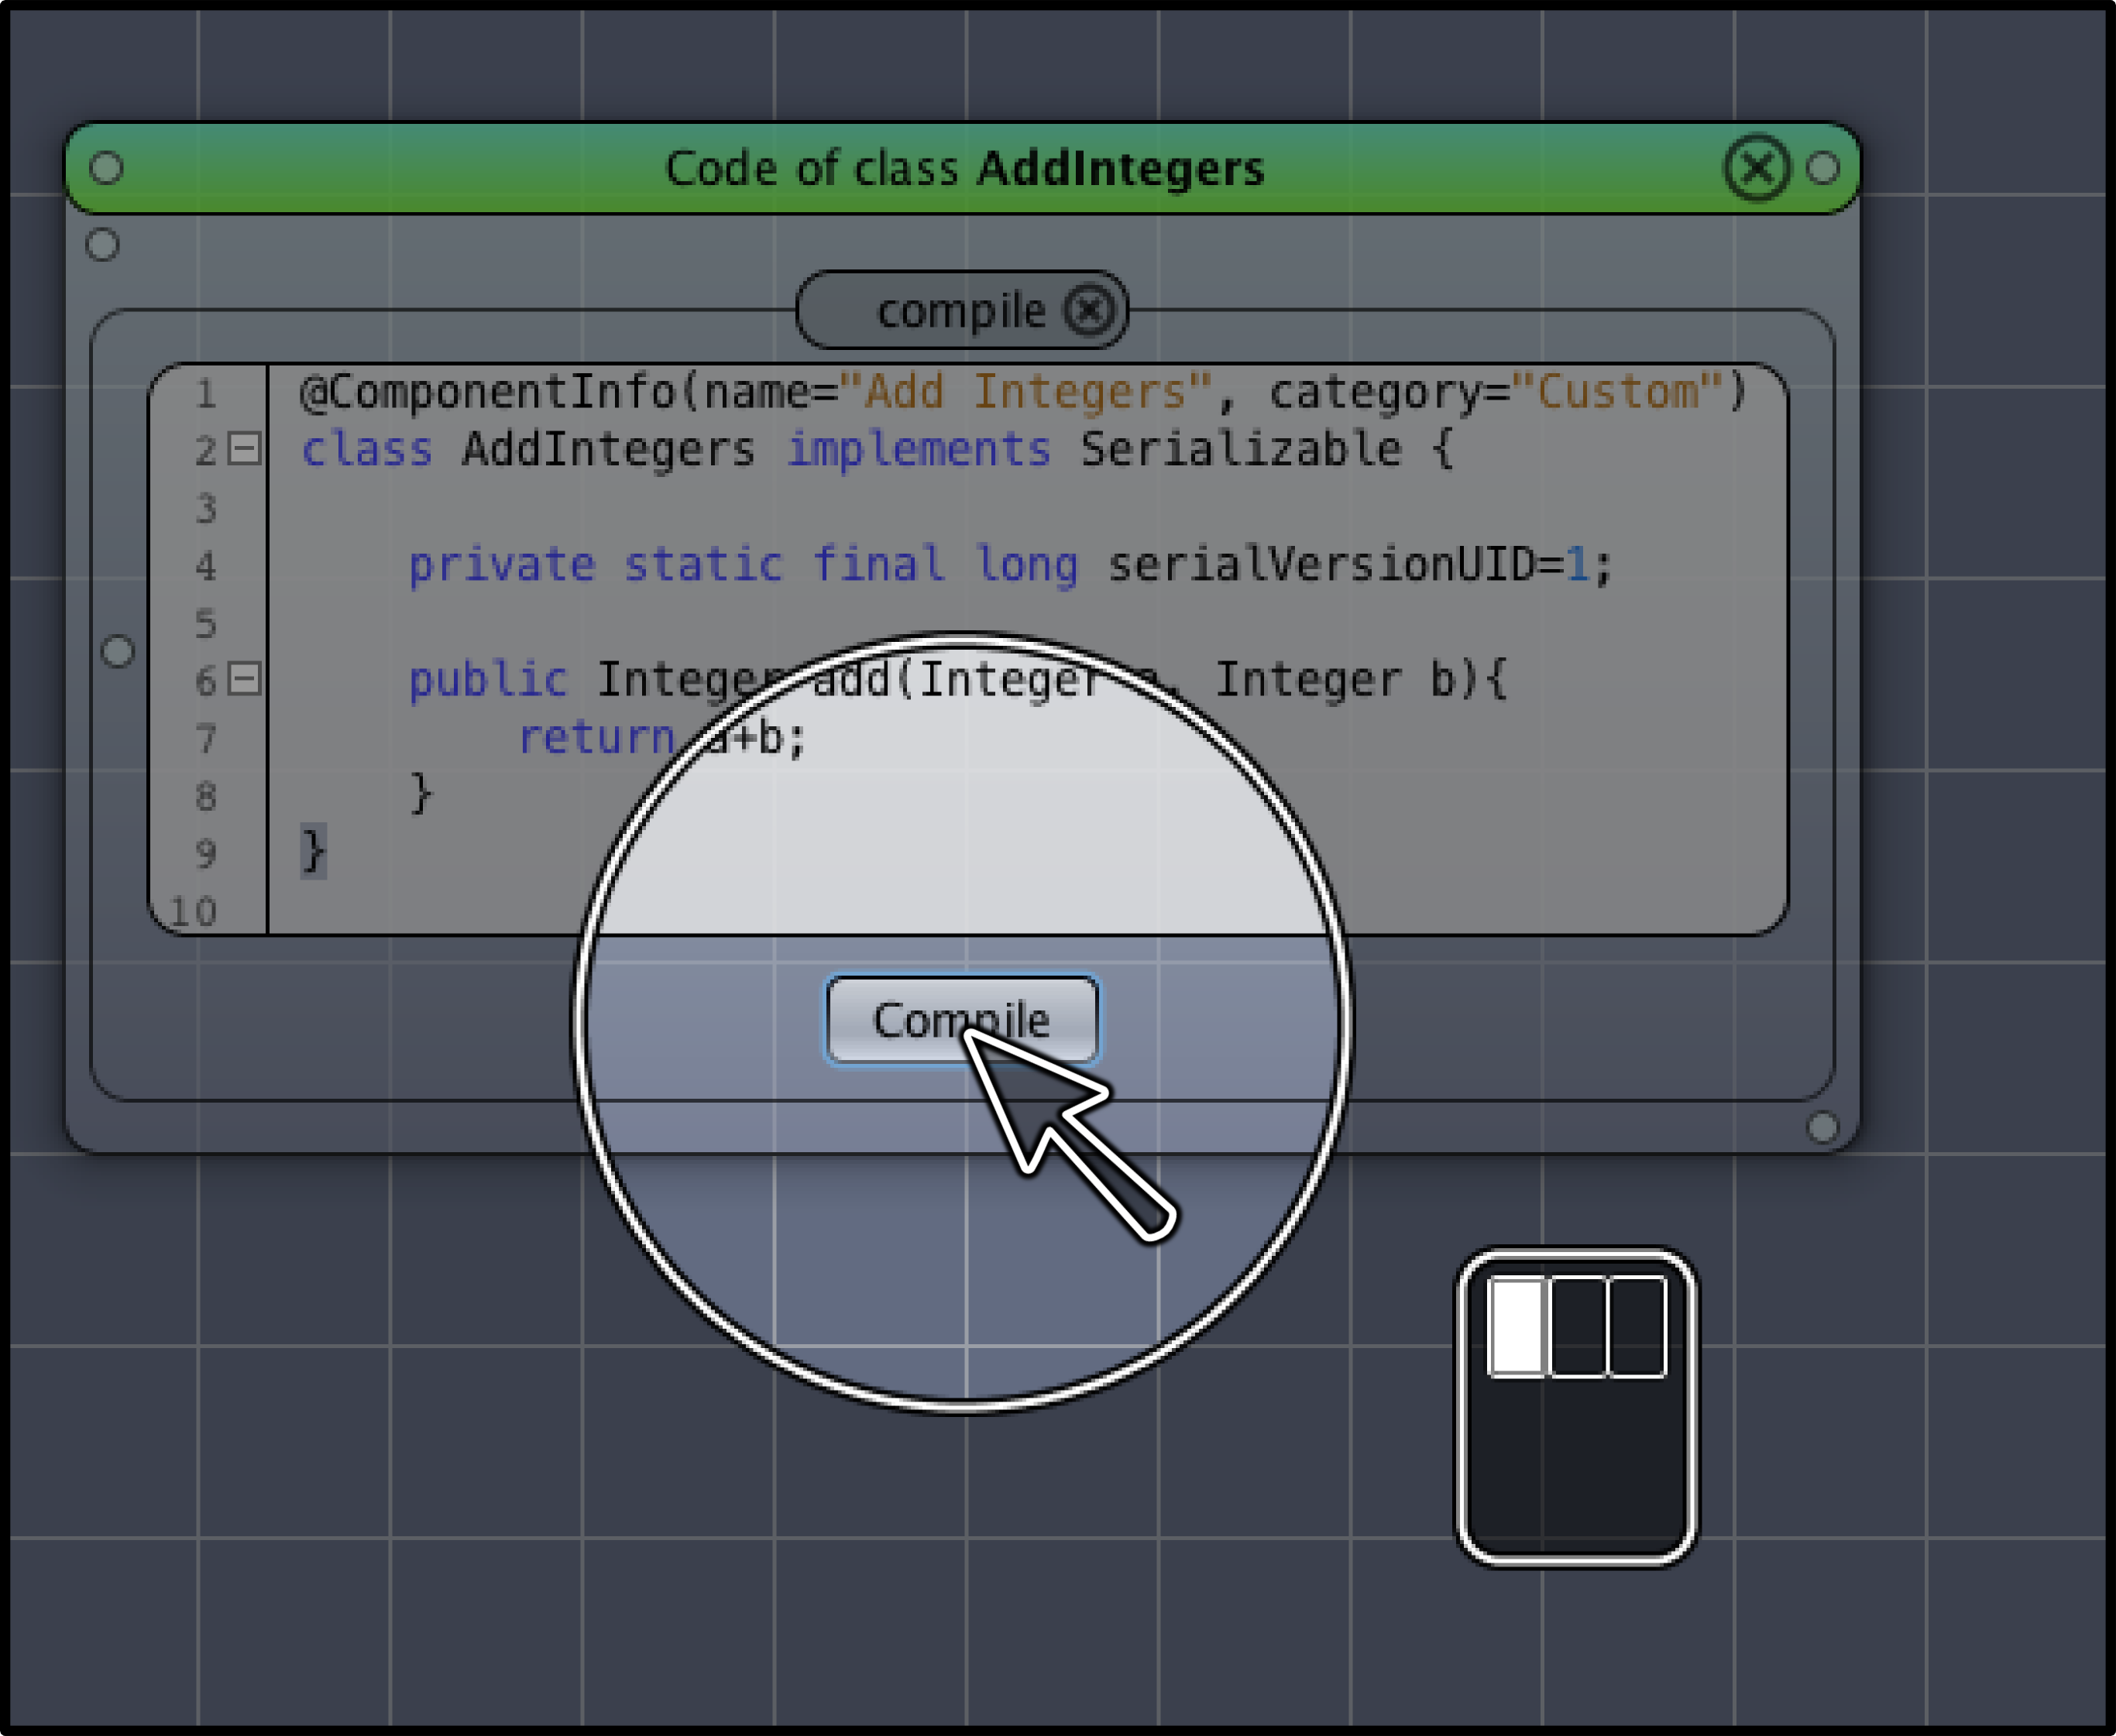 Code of class AddIntegers
compile
1 @ComponentInfo(name="Add Integers", category="Custom")
2 class AddIntegers implements Serializable {
3
4 private static final long serialVersionUID=1;
5
6 public Integer add(Integer a, Integer b){
7 return a+b;
8 }
9 }
10
Compile